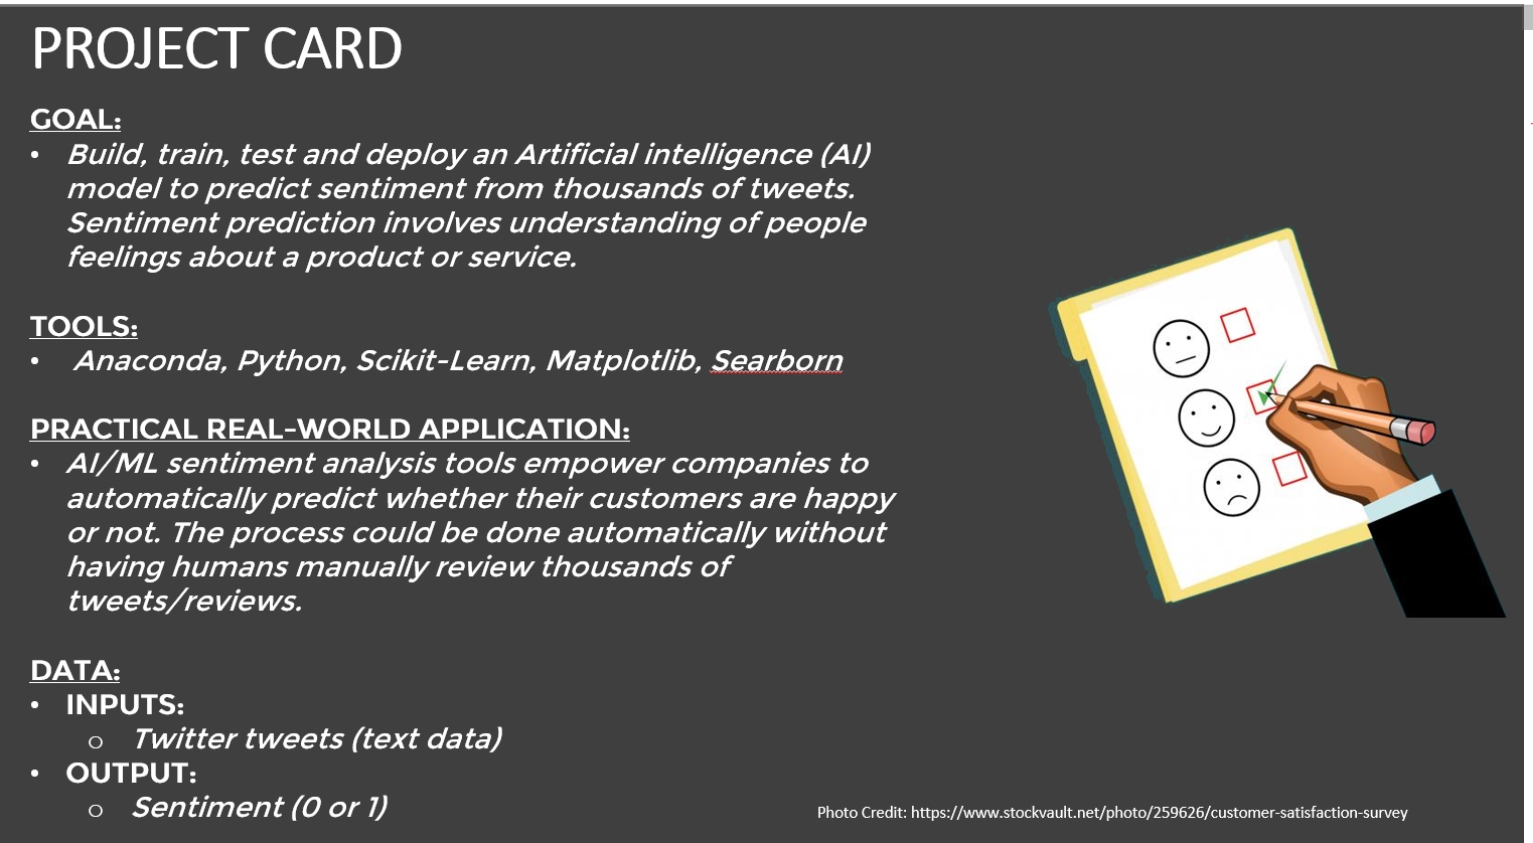 PROJECT CARD
GOAL:
• Build, train, test and deploy an Artificial intelligence (AI)
model to predict sentiment from thousands of tweets.
Sentiment prediction involves understanding of people
feelings about a product or service.
TOOLS:
• Anaconda, Python, Scikit-Learn, Matplotlib, Searborn
PRACTICAL REAL-WORLD APPLICATION:
• AI/ML sentiment analysis tools empower companies to
automatically predict whether their customers are happy
or not. The process could be done automatically without
having humans manually review thousands of
tweets/reviews.
DATA:
• INPUTS:
o Twitter tweets (text data)
• OUTPUT:
o Sentiment (0 or 1)
Photo Credit: https://www.stockvault.net/photo/259626/customer-satisfaction-survey